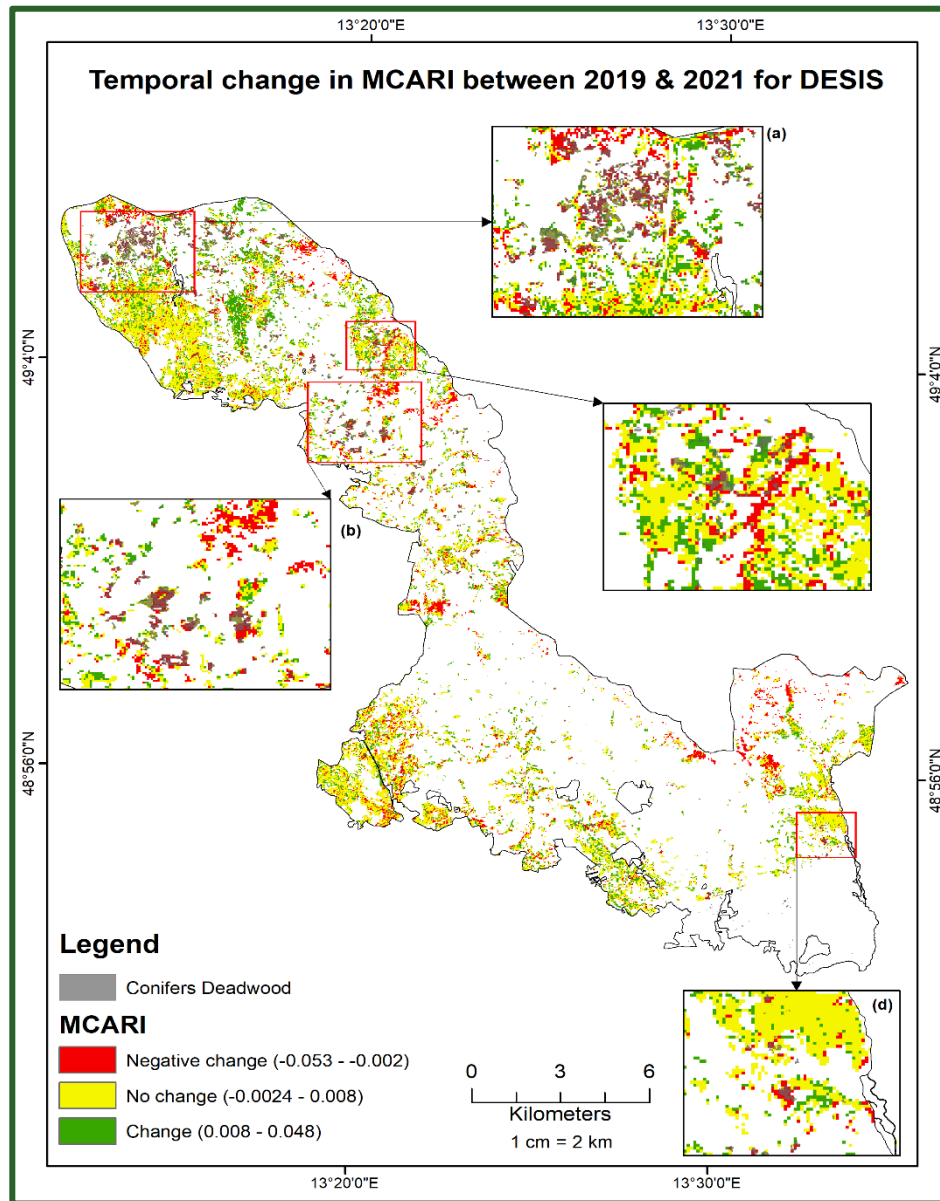 13°20'0"E
13°30'0"E
Temporal change in MCARI between 2019 & 2021 for DESIS
(a)
49°4'0"N
49°4'0"N
(b)
48°56'0"N
48°56'0"N
Legend
Conifers Deadwood
MCARI
Negative change (-0.053 - -0.002)
No change (-0.0024 - 0.008)
Change (0.008 - 0.048)
0 3 6
Kilometers
1 cm = 2 km
(d)
13°20'0"E
13°30'0"E